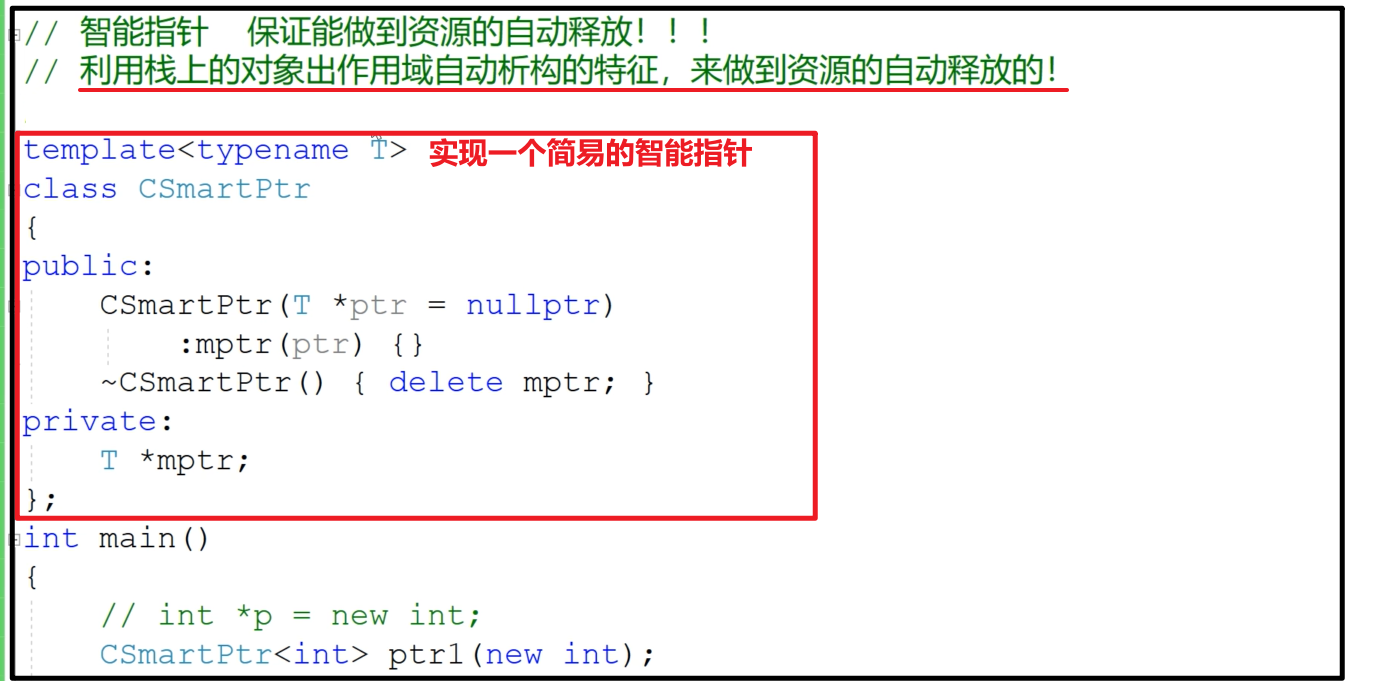 // 智能指针  保证能做到资源的自动释放！！！
// 利用栈上的对象出作用域自动析构的特征，来做到资源的自动释放的！
template<typename T> 实现一个简易的智能指针
class CSmartPtr
{
public:
    CSmartPtr(T *ptr = nullptr)
        :mptr(ptr) {}
    ~CSmartPtr() { delete mptr; }
private:
    T *mptr;
};
int main()
{
    // int *p = new int;
    CSmartPtr<int> ptr1(new int);